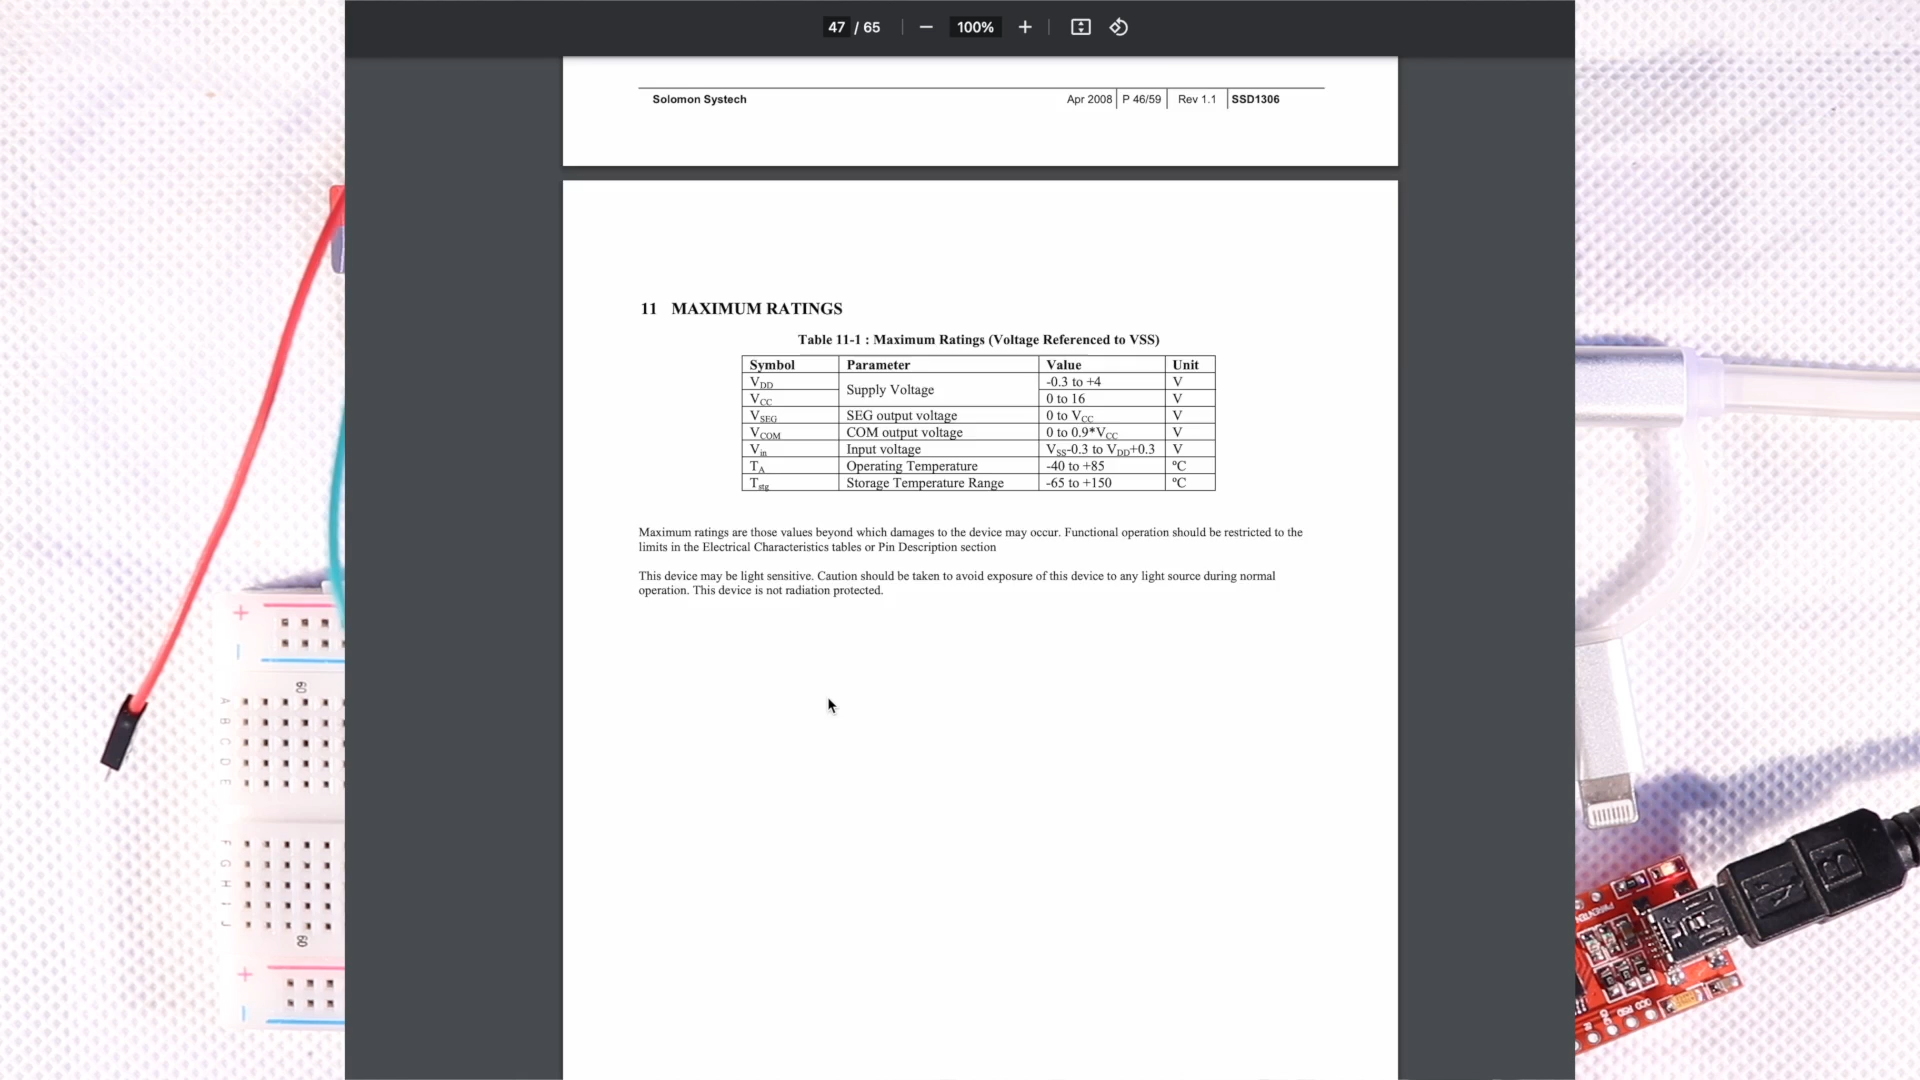 47 / 65
100%
Solomon Systech
Apr 2008 P 46/59 Rev 1.1 SSD1306
11 MAXIMUM RATINGS
Table 11-1 : Maximum Ratings (Voltage Referenced to VSS)
Symbol Parameter Value Unit
VDD Supply Voltage -0.3 to +4 V
VCC 0 to 16 V
VSEG SEG output voltage 0 to VCC V
VCOM COM output voltage 0 to 0.9*VCC V
Vin Input voltage VSS-0.3 to VDD+0.3 V
TA Operating Temperature -40 to +85 ºC
Tstg Storage Temperature Range -65 to +150 ºC
Maximum ratings are those values beyond which damages to the device may occur. Functional operation should be restricted to the
limits in the Electrical Characteristics tables or Pin Description section
This device may be light sensitive. Caution should be taken to avoid exposure of this device to any light source during normal
operation. This device is not radiation protected.
+
60
A
B
C
D
E
F
G
H
I
J
60
+